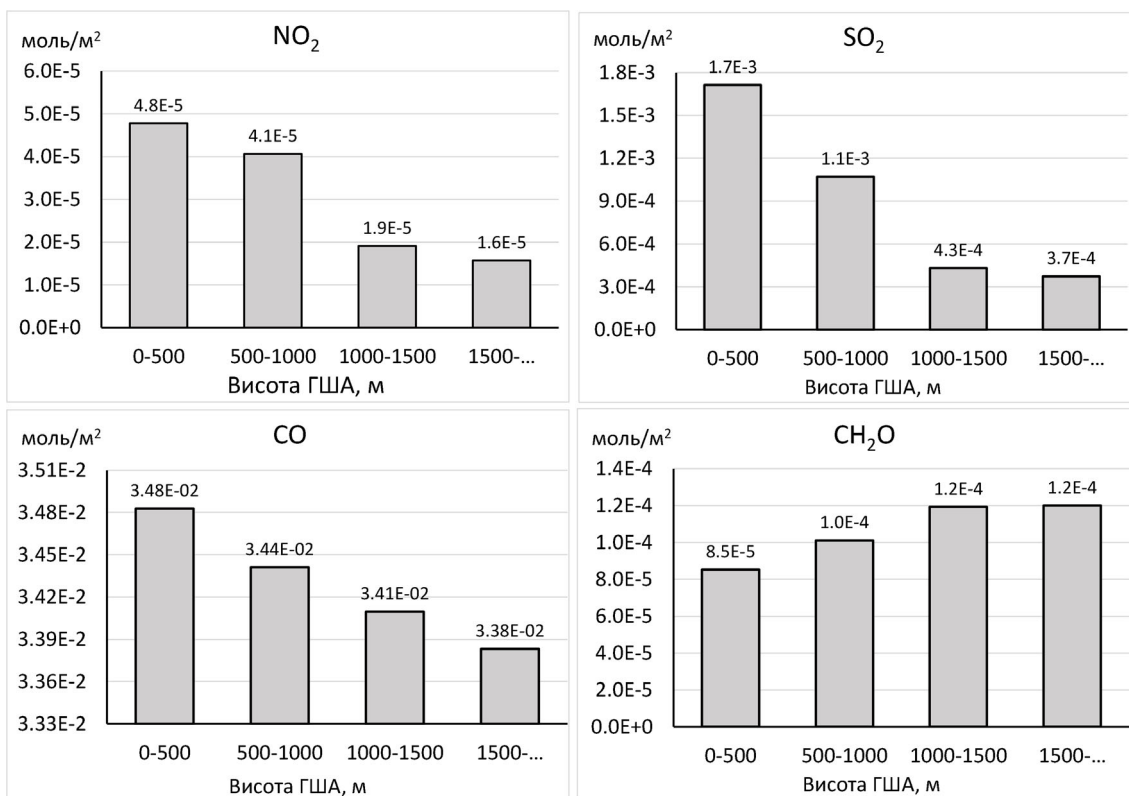 NO₂
моль/м²
6.0E-5
5.0E-5
4.0E-5
3.0E-5
2.0E-5
1.0E-5
0.0E+0
4.8E-5
4.1E-5
1.9E-5
1.6E-5
0-500 500-1000 1000-1500 1500-...
Висота ГША, м
SO₂
моль/м²
1.8E-3
1.5E-3
1.2E-3
9.0E-4
6.0E-4
3.0E-4
0.0E+0
1.7E-3
1.1E-3
4.3E-4
3.7E-4
0-500 500-1000 1000-1500 1500-...
Висота ГША, м
CO
моль/м²
3.51E-2
3.48E-2
3.45E-2
3.42E-2
3.39E-2
3.36E-2
3.33E-2
3.48E-02
3.44E-02
3.41E-02
3.38E-02
0-500 500-1000 1000-1500 1500-...
Висота ГША, м
CH₂O
моль/м²
1.4E-4
1.2E-4
1.0E-4
8.0E-5
6.0E-5
4.0E-5
2.0E-5
0.0E+0
8.5E-5
1.0E-4
1.2E-4
1.2E-4
0-500 500-1000 1000-1500 1500-...
Висота ГША, м